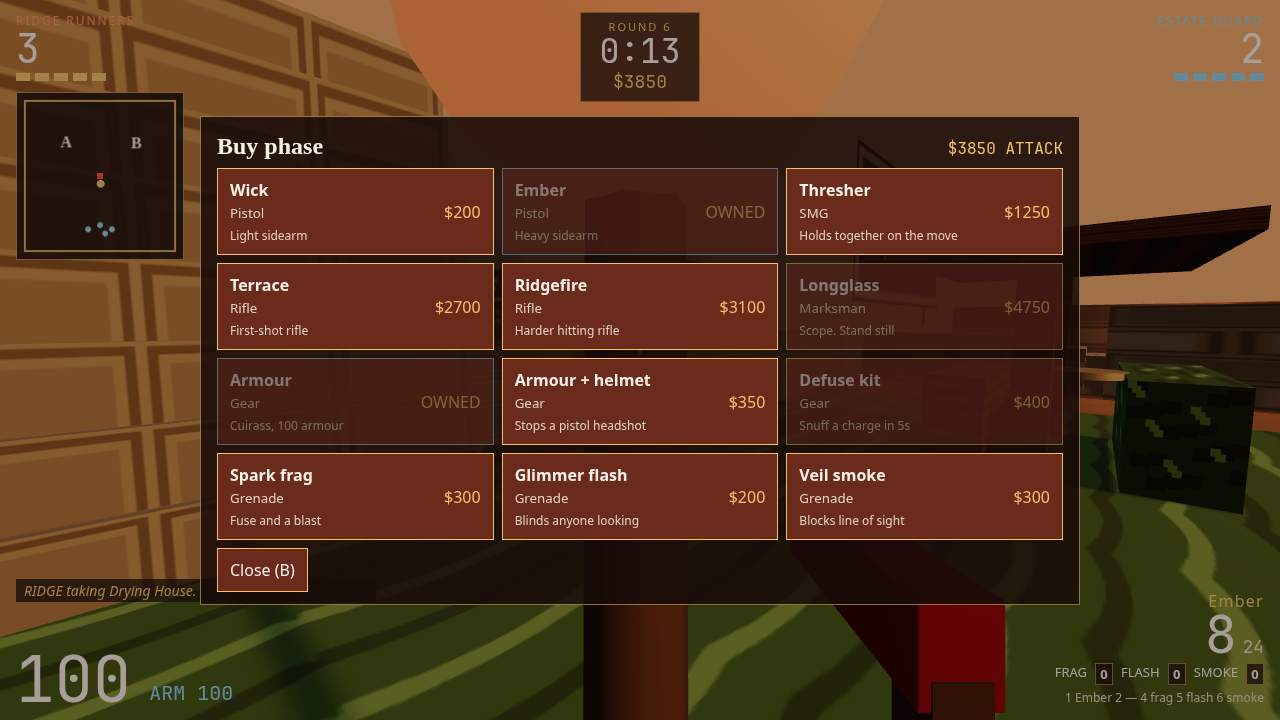 RIDGE RUNNERS
3
ROUND 6
0:13
$3850
ESTATE GUARD
2
A B
Buy phase
$3850 ATTACK
Wick
Pistol
$200
Light sidearm
Ember
Pistol
OWNED
Heavy sidearm
Thresher
SMG
$1250
Holds together on the move
Terrace
Rifle
$2700
First-shot rifle
Ridgefire
Rifle
$3100
Harder hitting rifle
Longglass
Marksman
$4750
Scope. Stand still
Armour
Gear
OWNED
Cuirass, 100 armour
Armour + helmet
Gear
$350
Stops a pistol headshot
Defuse kit
Gear
$400
Snuff a charge in 5s
Spark frag
Grenade
$300
Fuse and a blast
Glimmer flash
Grenade
$200
Blinds anyone looking
Veil smoke
Grenade
$300
Blocks line of sight
Close (B)
RIDGE taking Drying House.
100 ARM 100
Ember
8 24
FRAG 0 FLASH 0 SMOKE 0
1 Ember 2 — 4 frag 5 flash 6 smoke